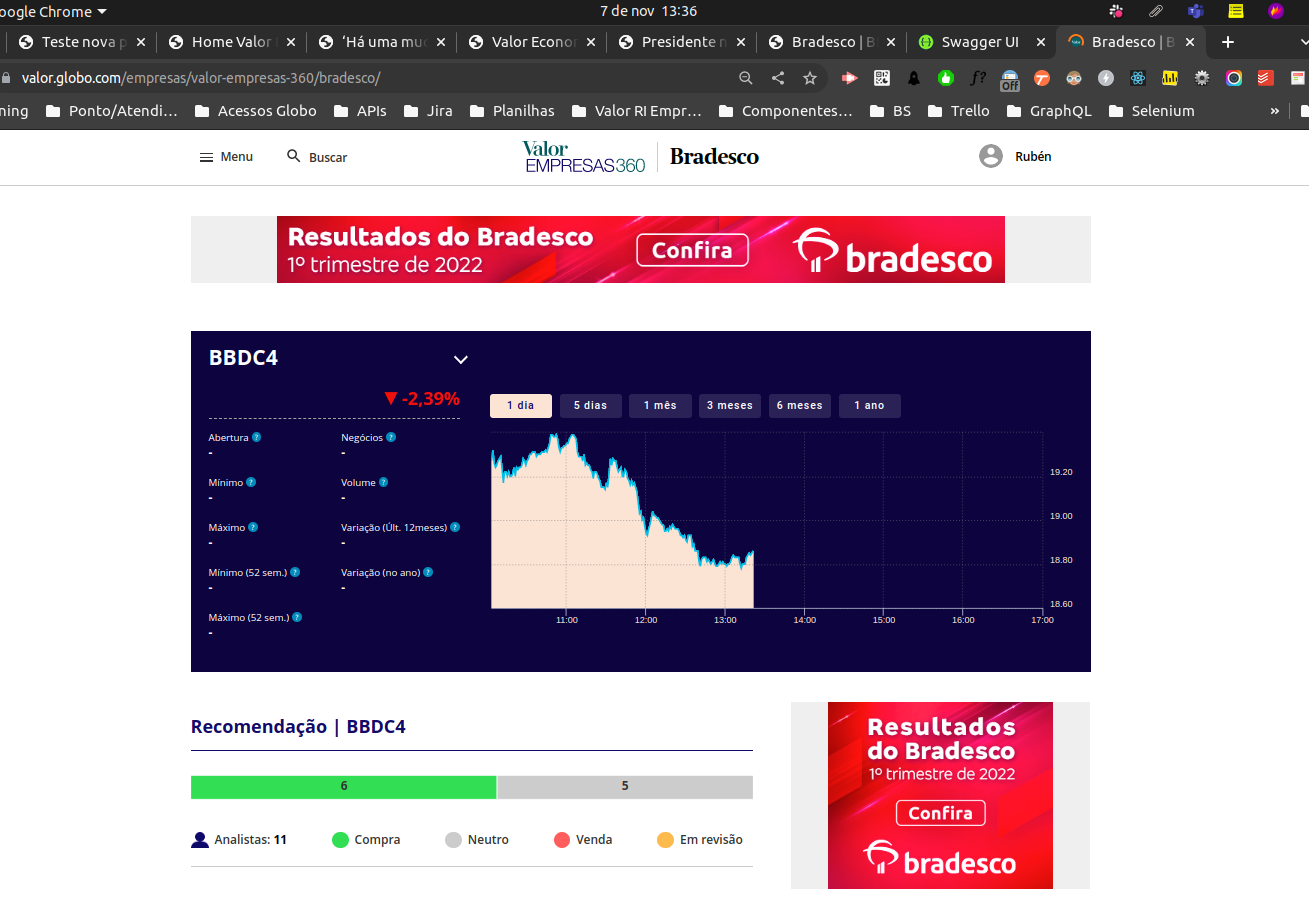 oogle Chrome
7 de nov 13:36
Teste nova p
Home Valor
‘Há uma mu
Valor Econo
Presidente n
Bradesco | B
Swagger UI
Bradesco | B
valor.globo.com/empresas/valor-empresas-360/bradesco/
f?
Off
ning
Ponto/Atendi...
Acessos Globo
APIs
Jira
Planilhas
Valor RI Empr...
Componentes...
BS
Trello
GraphQL
Selenium
»
Menu
Buscar
Valor
EMPRESAS360
Bradesco
Rubén
Resultados do Bradesco
1º trimestre de 2022
Confira
bradesco
BBDC4
▼ -2,39%
1 dia
5 dias
1 mês
3 meses
6 meses
1 ano
Abertura ?
-
Negócios ?
-
Mínimo ?
-
Volume ?
-
Máximo ?
-
Variação (Últ. 12meses) ?
-
Mínimo (52 sem.) ?
-
Variação (no ano) ?
-
Máximo (52 sem.) ?
-
19.20
19.00
18.80
18.60
11:00
12:00
13:00
14:00
15:00
16:00
17:00
Recomendação | BBDC4
6
5
Analistas: 11
Compra
Neutro
Venda
Em revisão
Resultados
do Bradesco
1º trimestre de 2022
Confira
bradesco